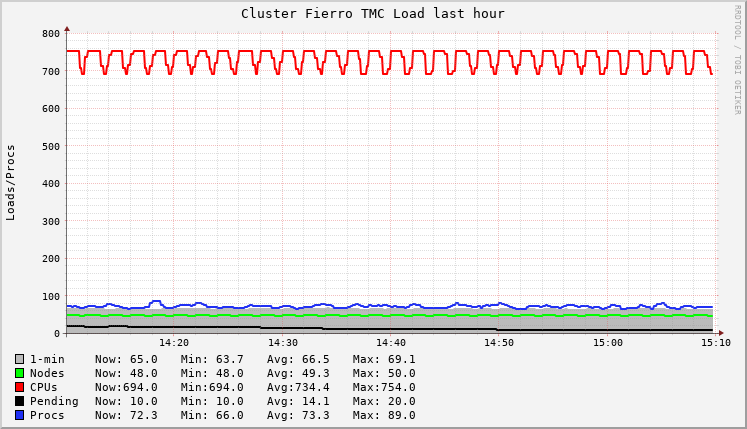 Cluster Fierro TMC Load last hour
RRDTOOL / TOBI OETIKER
Loads/Procs
800
700
600
500
400
300
200
100
0
14:20 14:30 14:40 14:50 15:00 15:10
1-min Now: 65.0 Min: 63.7 Avg: 66.5 Max: 69.1
Nodes Now: 48.0 Min: 48.0 Avg: 49.3 Max: 50.0
CPUs Now:694.0 Min:694.0 Avg:734.4 Max:754.0
Pending Now: 10.0 Min: 10.0 Avg: 14.1 Max: 20.0
Procs Now: 72.3 Min: 66.0 Avg: 73.3 Max: 89.0